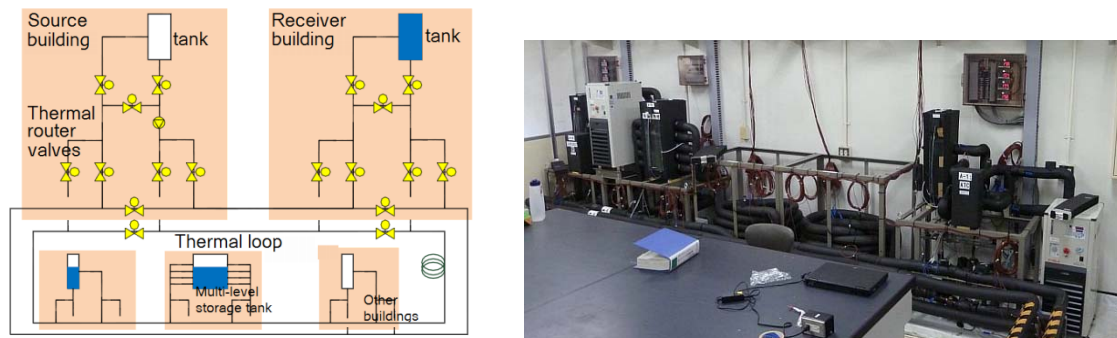 Source
building
tank
Receiver
building
tank
Thermal
router
valves
Thermal loop
Multi-level
storage tank
Other
buildings